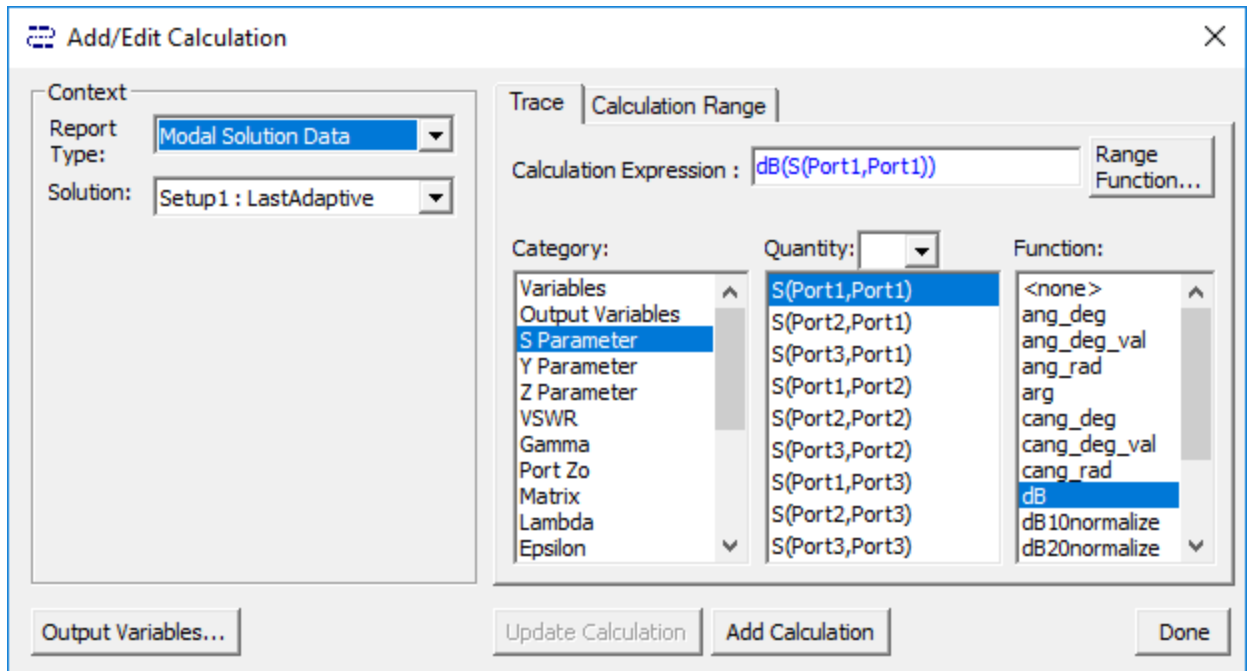 Add/Edit Calculation
Context
Report Type:
Modal Solution Data
Solution:
Setup1 : LastAdaptive
Trace
Calculation Range
Calculation Expression :
dB(S(Port1,Port1))
Range Function...
Category:
Variables
Output Variables
S Parameter
Y Parameter
Z Parameter
VSWR
Gamma
Port Zo
Matrix
Lambda
Epsilon
Quantity:
S(Port1,Port1)
S(Port2,Port1)
S(Port3,Port1)
S(Port1,Port2)
S(Port2,Port2)
S(Port3,Port2)
S(Port1,Port3)
S(Port2,Port3)
S(Port3,Port3)
Function:
<none>
ang_deg
ang_deg_val
ang_rad
arg
cang_deg
cang_deg_val
cang_rad
dB
dB10normalize
dB20normalize
Output Variables...
Update Calculation
Add Calculation
Done